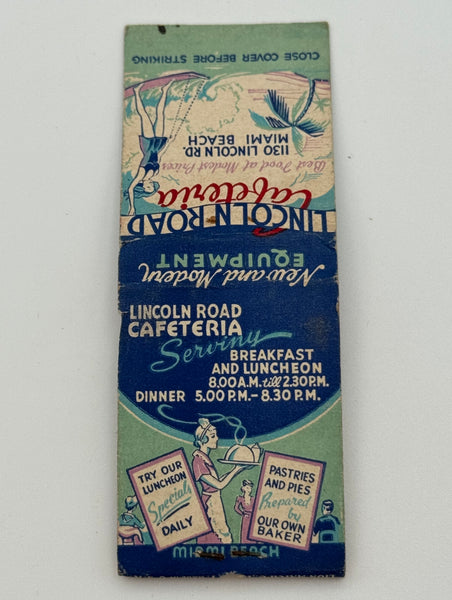 CLOSE COVER BEFORE STRIKING
1130 LINCOLN RD.
MIAMI BEACH
Best Food at Modest Prices
LINCOLN ROAD
Cafeteria
New and Modern
EQUIPMENT
LINCOLN ROAD
CAFETERIA
Serving
BREAKFAST
AND LUNCHEON
8.00 A.M. till 2.30 P.M.
DINNER 5.00 P.M. – 8.30 P.M.
TRY OUR
LUNCHEON
Specials
DAILY
PASTRIES
AND PIES
Prepared
by
OUR OWN
BAKER
MIAMI BEACH